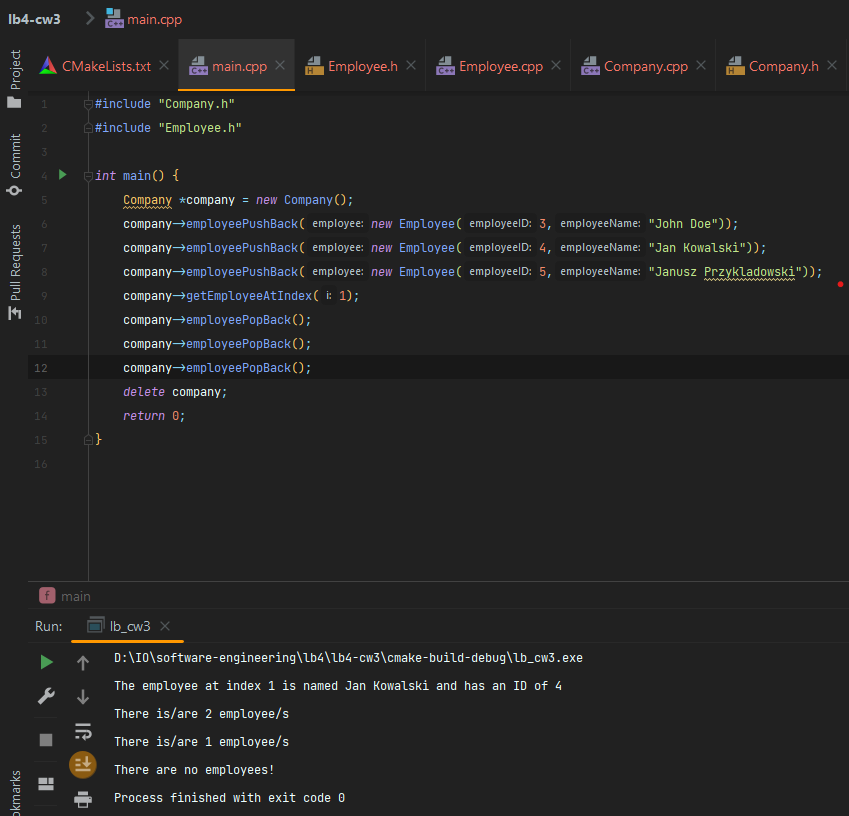 lb4-cw3 main.cpp
CMakeLists.txt main.cpp Employee.h Employee.cpp Company.cpp Company.h
Project
Commit
Pull Requests
1 #include "Company.h"
2 #include "Employee.h"
3
4 int main() {
5 Company *company = new Company();
6 company->employeePushBack( employee: new Employee( employeeID: 3, employeeName: "John Doe"));
7 company->employeePushBack( employee: new Employee( employeeID: 4, employeeName: "Jan Kowalski"));
8 company->employeePushBack( employee: new Employee( employeeID: 5, employeeName: "Janusz Przykladowski"));
9 company->getEmployeeAtIndex( i: 1);
10 company->employeePopBack();
11 company->employeePopBack();
12 company->employeePopBack();
13 delete company;
14 return 0;
15 }
16
f main
Run: lb_cw3
D:\IO\software-engineering\lb4\lb4-cw3\cmake-build-debug\lb_cw3.exe
The employee at index 1 is named Jan Kowalski and has an ID of 4
There is/are 2 employee/s
There is/are 1 employee/s
There are no employees!
Process finished with exit code 0
okmarks